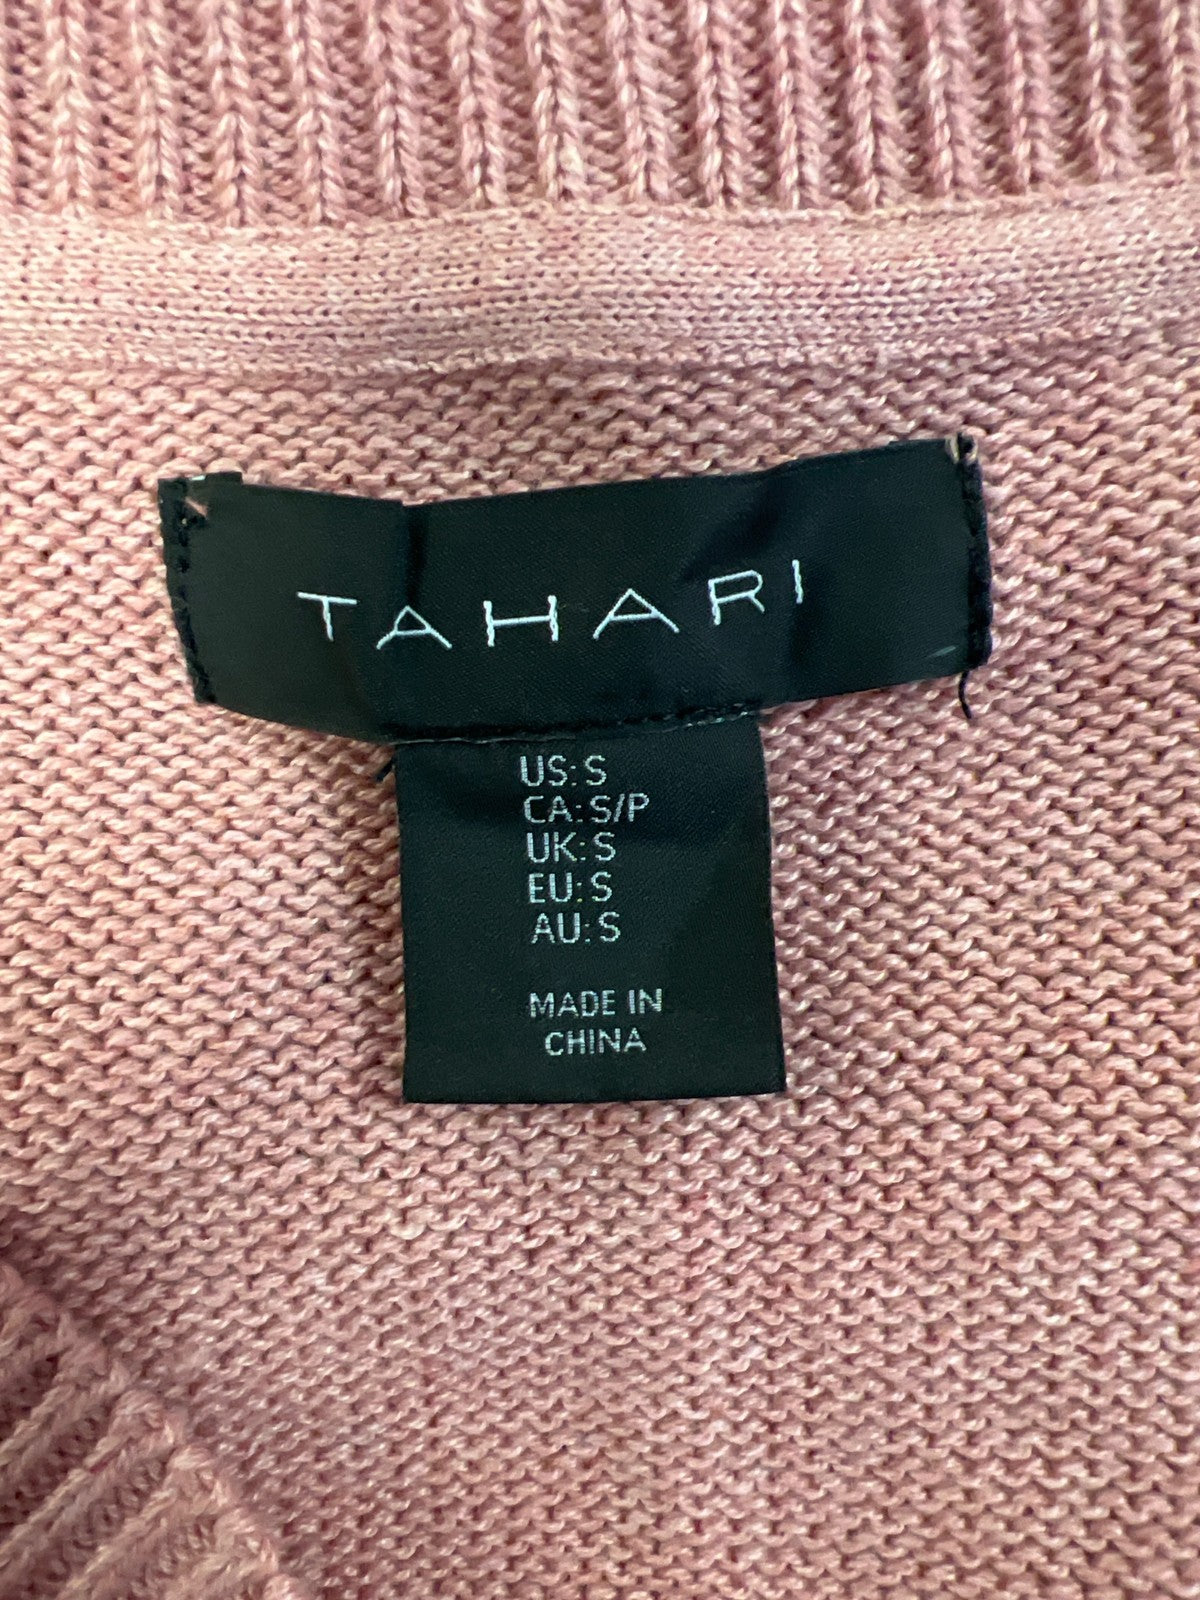 TAHARI
US: S
CA: S/P
UK: S
EU: S
AU: S
MADE IN
CHINA